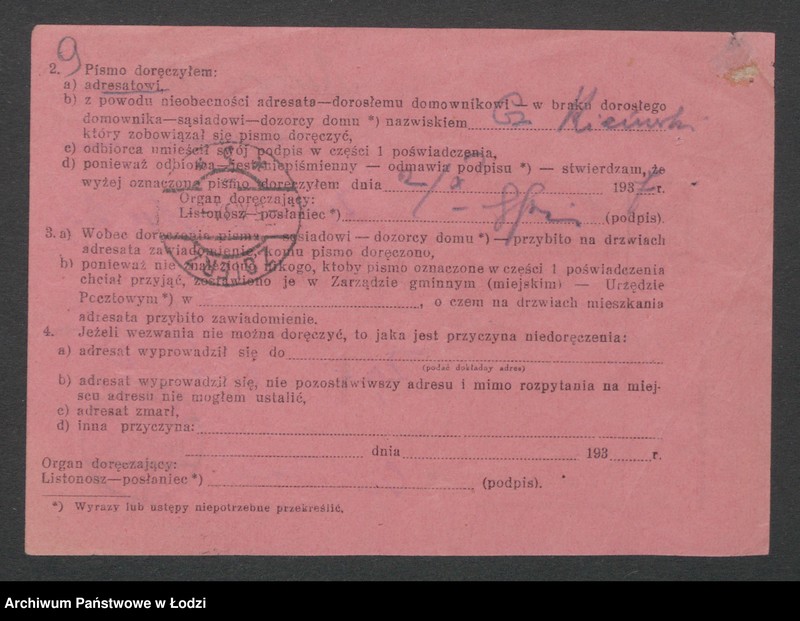 9
2. Pismo doręczyłem:
a) adresatowi,
b) z powodu nieobecności adresata—dorosłemu domownikowi — w braku dorosłego
domownika—sąsiadowi—dozorcy domu *) nazwiskiem
który zobowiązał się pismo doręczyć,
c) odbiorca umieścił swój podpis w części 1 poświadczenia,
d) ponieważ odbiorca jest niepiśmienny — odmawia podpisu *) — stwierdzam, że
wyżej oznaczone pismo doręczyłem dnia 2/X 1937 r.
Organ doręczający:
Listonosz—posłaniec *) (podpis).
3. a) Wobec doręczenia pisma — sąsiadowi — dozorcy domu *) — przybito na drzwiach
adresata zawiadomienie, komu pismo doręczono,
b) ponieważ nie znaleziono nikogo, ktoby pismo oznaczone w części 1 poświadczenia
chciał przyjąć, zostawiono je w Zarządzie gminnym (miejskim) — Urzędzie
Pocztowym *) w , o czem na drzwiach mieszkania
adresata przybito zawiadomienie.
4. Jeżeli wezwania nie można doręczyć, to jaka jest przyczyna niedoręczenia:
a) adresat wyprowadził się do
(podać dokładny adres)
b) adresat wyprowadził się, nie pozostawiwszy adresu i mimo rozpytania na miej-
scu adresu nie mogłem ustalić,
c) adresat zmarł,
d) inna przyczyna:
dnia 193 r.
Organ doręczający:
Listonosz—posłaniec *) (podpis).
*) Wyrazy lub ustępy niepotrzebne przekreślić.
Archiwum Państwowe w Łodzi